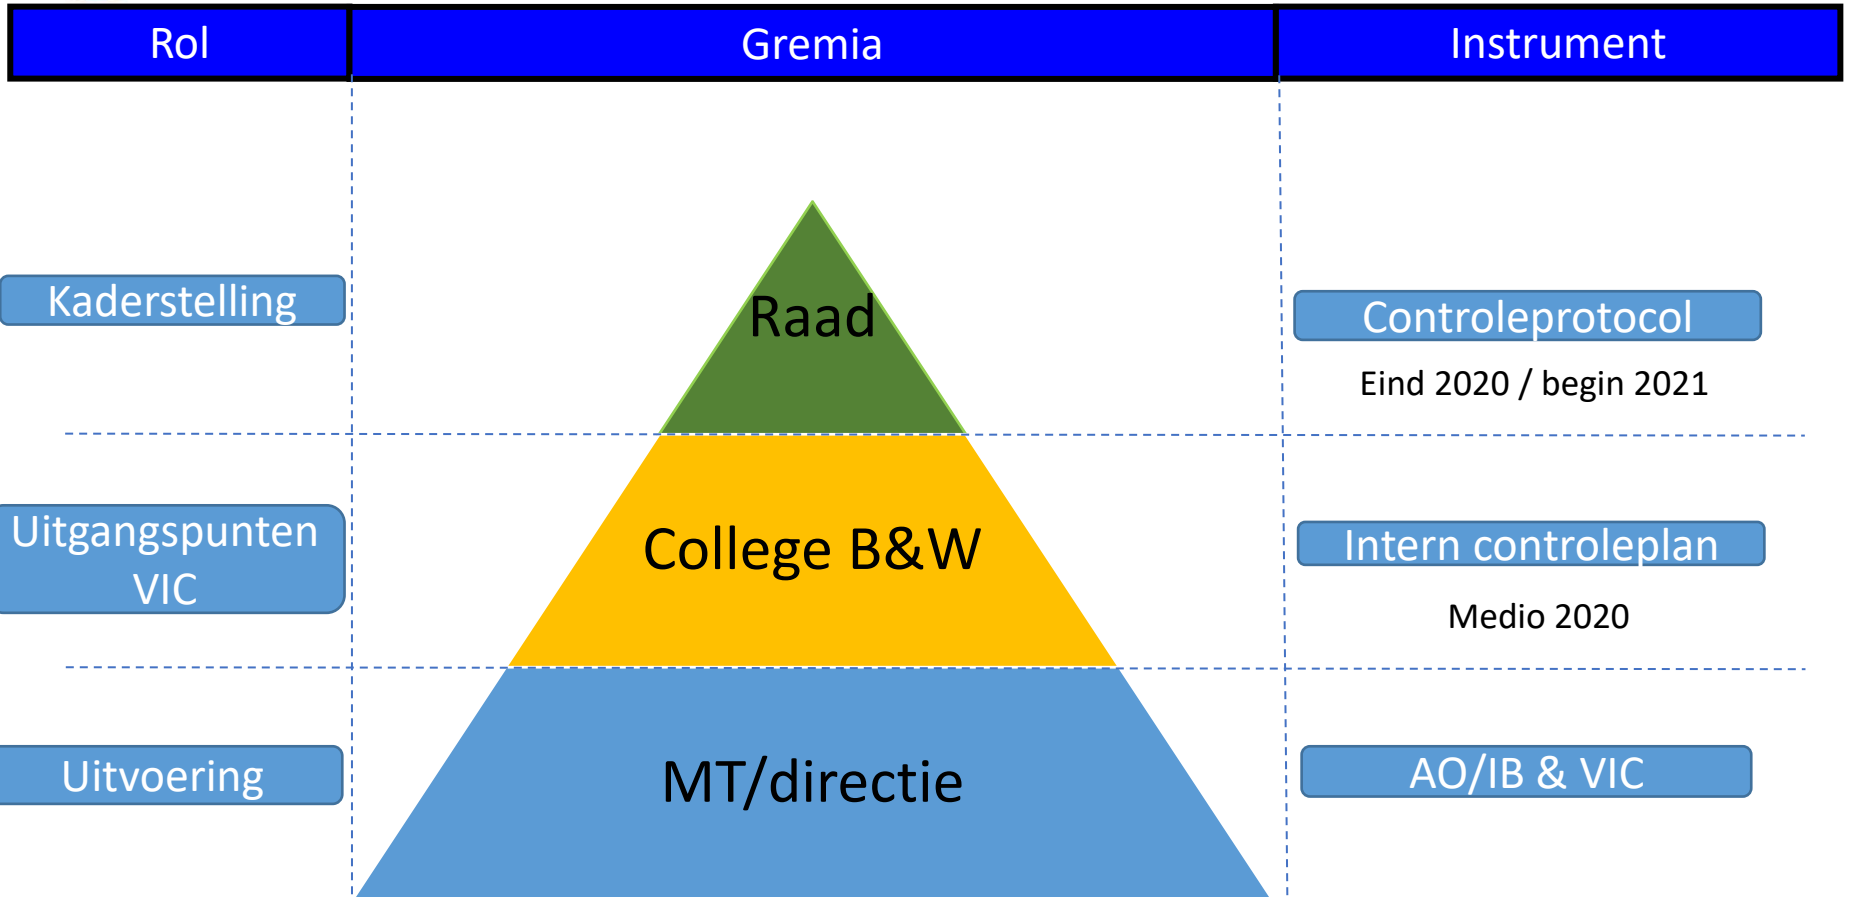 Rol
Gremia
Instrument
Kaderstelling
Raad
Controleprotocol
Eind 2020 / begin 2021
Uitgangspunten
VIC
College B&W
Intern controleplan
Medio 2020
Uitvoering
MT/directie
AO/IB & VIC